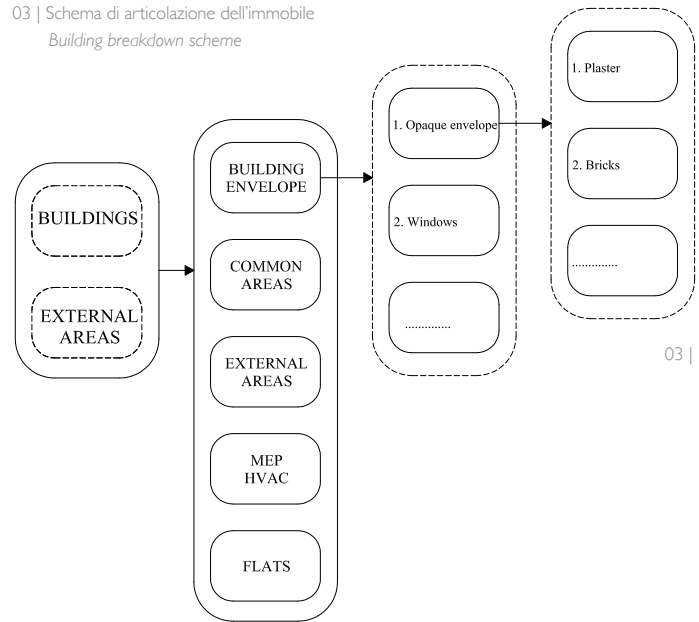 03 | Schema di articolazione dell'immobile
Building breakdown scheme
BUILDINGS
EXTERNAL
AREAS
BUILDING
ENVELOPE
COMMON
AREAS
EXTERNAL
AREAS
MEP
HVAC
FLATS
1. Opaque envelope
2. Windows
..............
1. Plaster
2. Bricks
..............
03 |